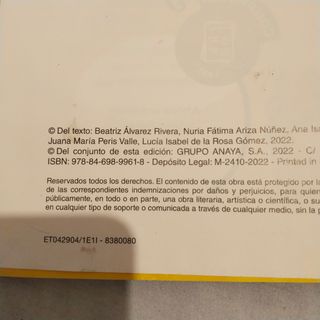 © Del texto: Beatriz Álvarez Rivera, Nuria Fátima Ariza Núñez, Ana Isa
Juana María Peris Valle, Lucía Isabel de la Rosa Gómez, 2022.
© Del conjunto de esta edición: GRUPO ANAYA, S.A., 2022 - C/
ISBN: 978-84-698-9961-8 - Depósito Legal: M-2410-2022 - Printed in
Reservados todos los derechos. El contenido de esta obra está protegido por la
de las correspondientes indemnizaciones por daños y perjuicios, para quien
públicamente, en todo o en parte, una obra literaria, artística o científica, o su
en cualquier tipo de soporte o comunicada a través de cualquier medio, sin la p
ET042904/1E1I - 8380080